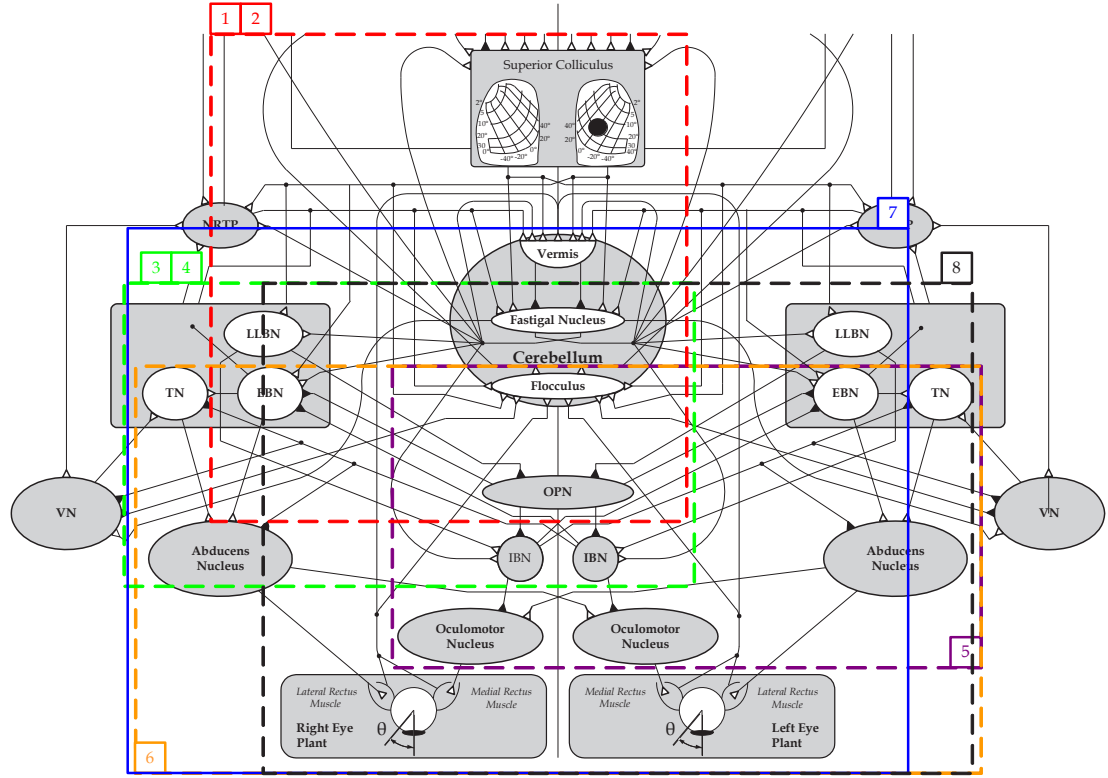 1 2
Superior Colliculus
2° 5 10° 20° 30 0° -40° -20° 0° 40° 20°
40° 20° 0° -20° -40° 2° 5 10° 20° 30 40°
NRTP
P
7
3 4
8
Vermis
LLBN
Fastigal Nucleus
LLBN
Cerebellum
TN
EBN
Flocculus
EBN
TN
VN
OPN
VN
Abducens
Nucleus
IBN
IBN
Abducens
Nucleus
Oculomotor
Nucleus
Oculomotor
Nucleus
5
Lateral Rectus
Muscle
Medial Rectus
Muscle
Right Eye
Plant
θ
Medial Rectus
Muscle
Lateral Rectus
Muscle
θ
Left Eye
Plant
6